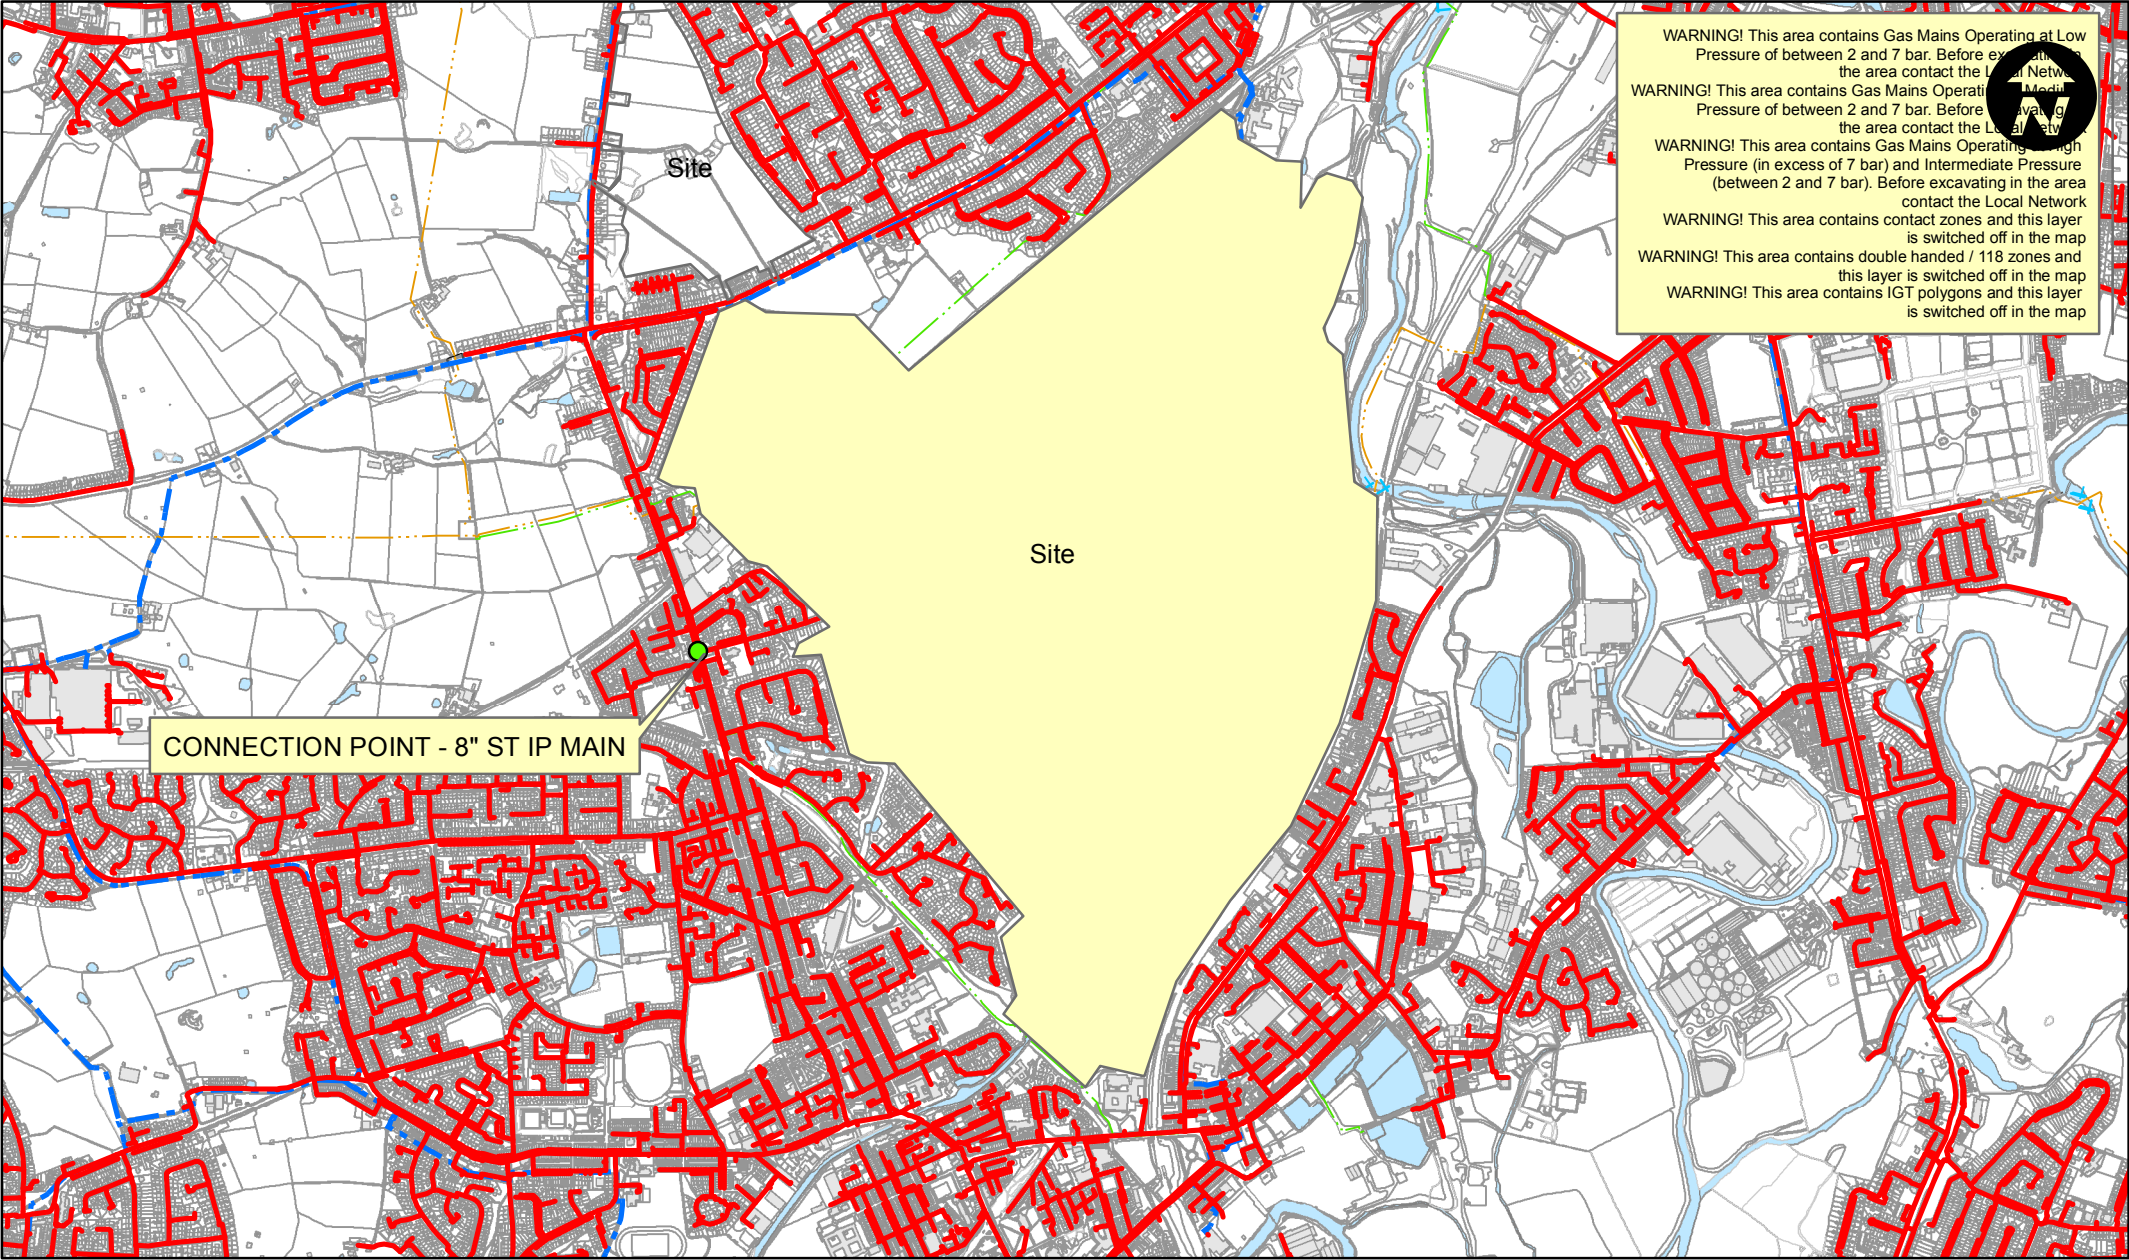 WARNING! This area contains Gas Mains Operating at Low
Pressure of between 2 and 7 bar. Before
the area contact the
WARNING! This area contains Gas Mains
Pressure of between 2 and 7 bar. Before
the area contact the
WARNING! This area contains Gas Mains Operating
Pressure (in excess of 7 bar) and Intermediate Pressure
(between 2 and 7 bar). Before excavating in the area
contact the Local Network
WARNING! This area contains contact zones and this layer
is switched off in the map
WARNING! This area contains double handed / 118 zones and
this layer is switched off in the map
WARNING! This area contains IGT polygons and this layer
is switched off in the map
N
Site
Site
CONNECTION POINT - 8" ST IP MAIN